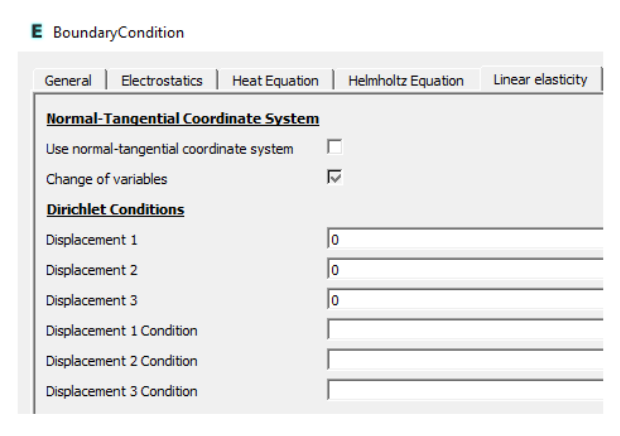 E BoundaryCondition
General Electrostatics Heat Equation Helmholtz Equation Linear elasticity
Normal-Tangential Coordinate System
Use normal-tangential coordinate system
Change of variables
Dirichlet Conditions
Displacement 1 0
Displacement 2 0
Displacement 3 0
Displacement 1 Condition
Displacement 2 Condition
Displacement 3 Condition